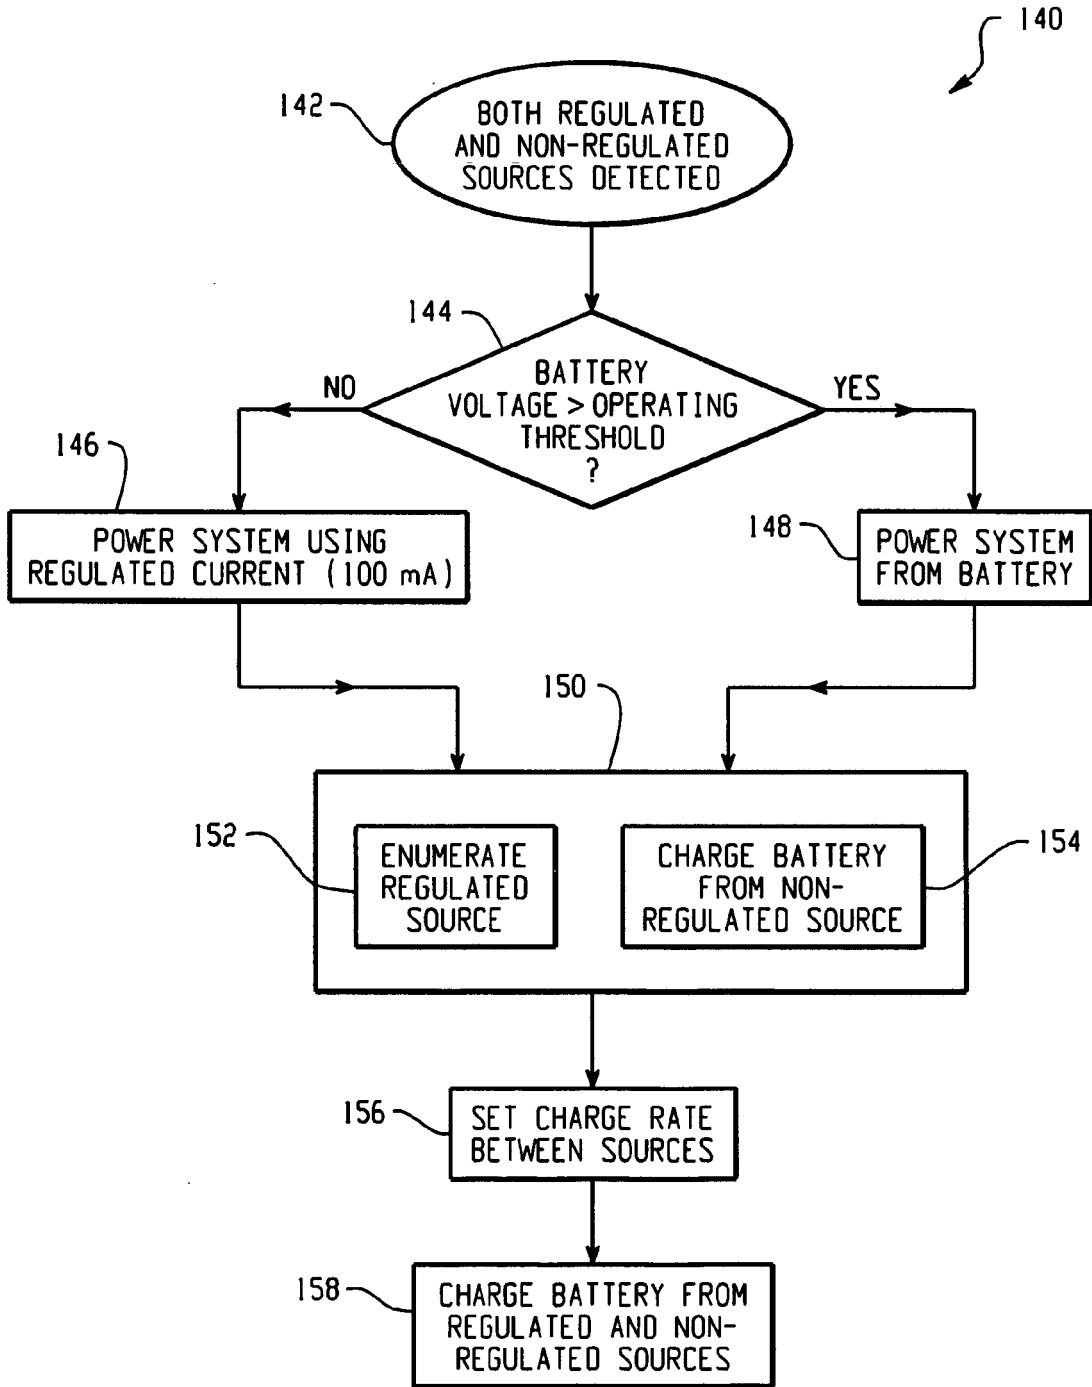 140
142
BOTH REGULATED
AND NON-REGULATED
SOURCES DETECTED
144
BATTERY
VOLTAGE > OPERATING
THRESHOLD
?
NO
YES
146
POWER SYSTEM USING
REGULATED CURRENT (100 mA)
148
POWER SYSTEM
FROM BATTERY
150
152
ENUMERATE
REGULATED
SOURCE
CHARGE BATTERY
FROM NON-
REGULATED SOURCE
154
156
SET CHARGE RATE
BETWEEN SOURCES
158
CHARGE BATTERY FROM
REGULATED AND NON-
REGULATED SOURCES